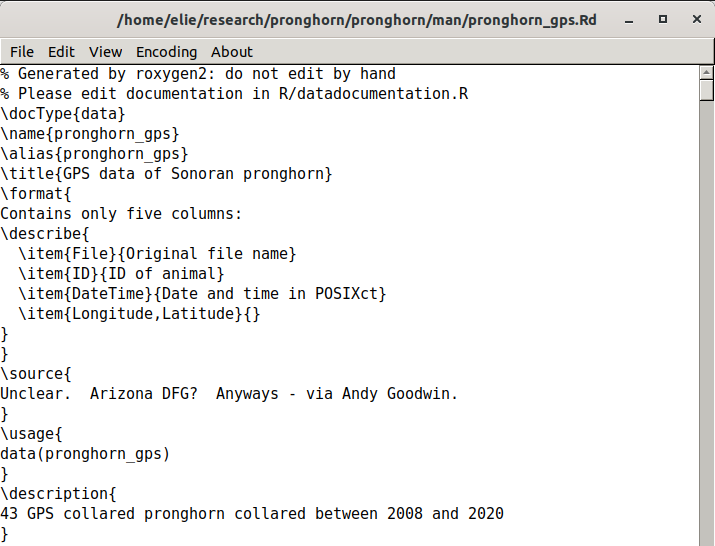 /home/elie/research/pronghorn/pronghorn/man/pronghorn_gps.Rd
File Edit View Encoding About
% Generated by roxygen2: do not edit by hand
% Please edit documentation in R/datadocumentation.R
\docType{data}
\name{pronghorn_gps}
\alias{pronghorn_gps}
\title{GPS data of Sonoran pronghorn}
\format{
Contains only five columns:
\describe{
  \item{File}{Original file name}
  \item{ID}{ID of animal}
  \item{DateTime}{Date and time in POSIXct}
  \item{Longitude,Latitude}{}
}
}
\source{
Unclear.  Arizona DFG?  Anyways - via Andy Goodwin.
}
\usage{
data(pronghorn_gps)
}
\description{
43 GPS collared pronghorn collared between 2008 and 2020
}